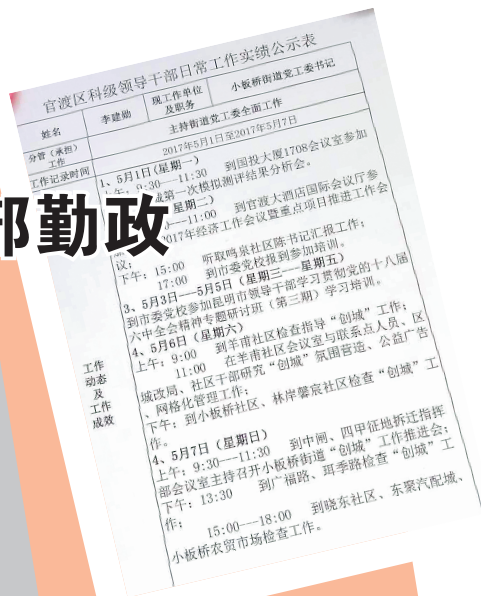 官渡区科级领导干部日常工作实绩公示表
姓名 李建勋 现工作单位及职务 小板桥街道党工委书记
分管（承担）工作 主持街道党工委全面工作
工作记录时间 2017年5月1日至2017年5月7日
1、5月1日(星期一)
上午：9:30—11:30 到国投大厦1708会议室参加
城第一次模拟测评结果分析会。
星期二)
—11:00 到官渡大酒店国际会议厅参
2017年经济工作会议暨重点项目推进工作会
议；
部勤政
下午：15:00 听取鸣泉社区陈书记汇报工作；
17:00 到市委党校报到参加培训。
3、5月3日——5月5日（星期三——星期五）
到市委党校参加昆明市领导干部学习贯彻党的十八届
六中全会精神专题研讨班（第三期）学习培训。
4、5月6日（星期六）
上午：9:00 到羊甫社区检查指导“创城”工作；
11:00 在羊甫社区会议室与联系点人员、区
城改局、社区干部研究“创城”氛围营造、公益广告
、网格化管理工作；
下午：到小板桥社区、林岸馨宸社区检查“创城”工
作。
4、5月7日（星期日）
上午：9:30—11:30 到中闸、四甲征地拆迁指挥
部会议室主持召开小板桥街道“创城”工作推进会；
下午：13:30 到广福路、珥季路检查“创城”工
作；
15:00——18:00 到晓东社区、东聚汽配城、
小板桥农贸市场检查工作。
工作
动态
及
工作
成效